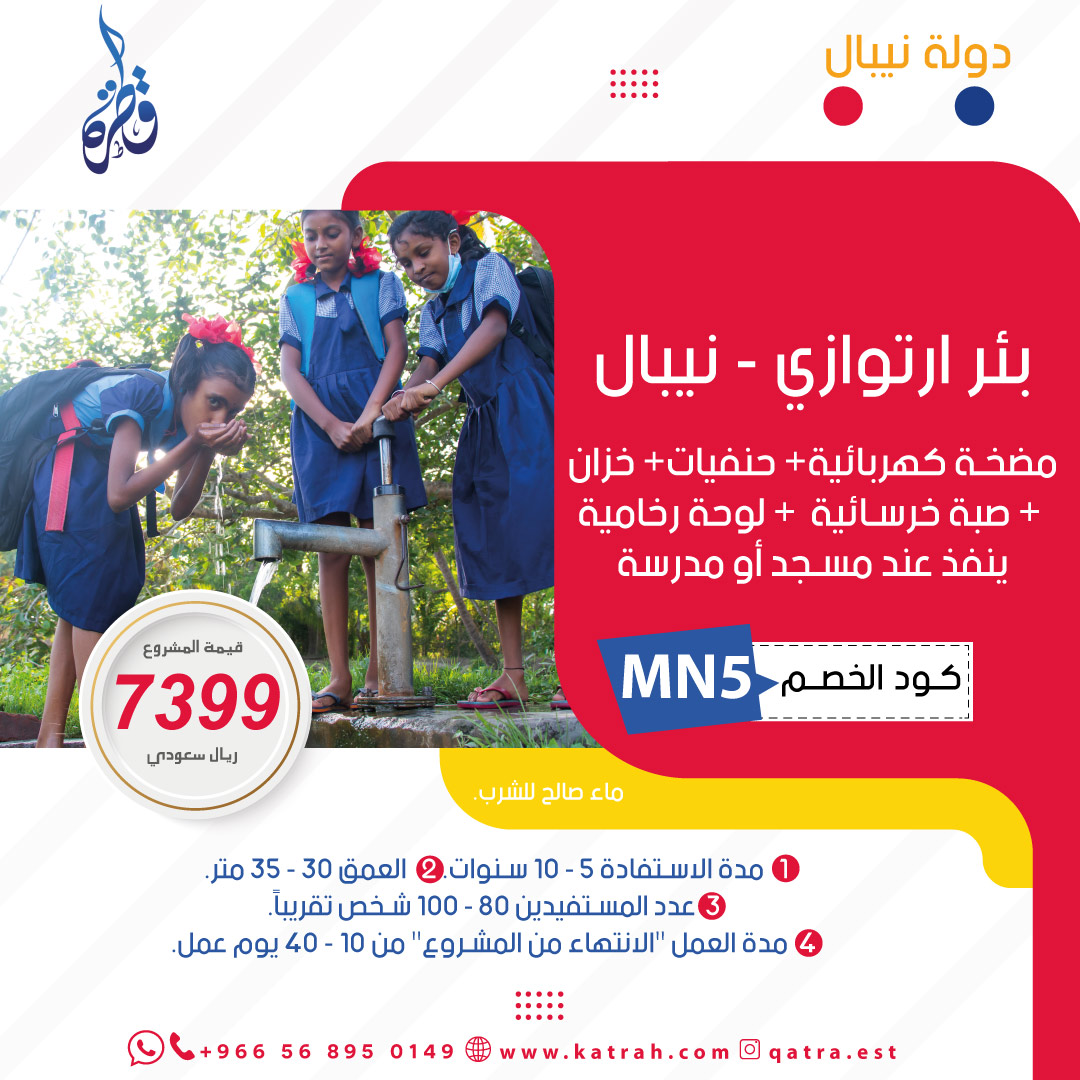 قطرة
دولة نيبال
بئر ارتوازي - نيبال
مضخة كهربائية+ حنفيات+ خزان
+ صبة خرسائية + لوحة رخامية
ينفذ عند مسجد أو مدرسة
كود الخصم MN5
قيمة المشروع
7399
ريال سعودي
ماء صالح للشرب.
1 مدة الاستفادة 5 - 10 سنوات. 2 العمق 30 - 35 متر.
3 عدد المستفيدين 80 - 100 شخص تقريباً.
4 مدة العمل "الانتهاء من المشروع" من 10 - 40 يوم عمل.
+966 56 895 0149 www.katrah.com qatra.est